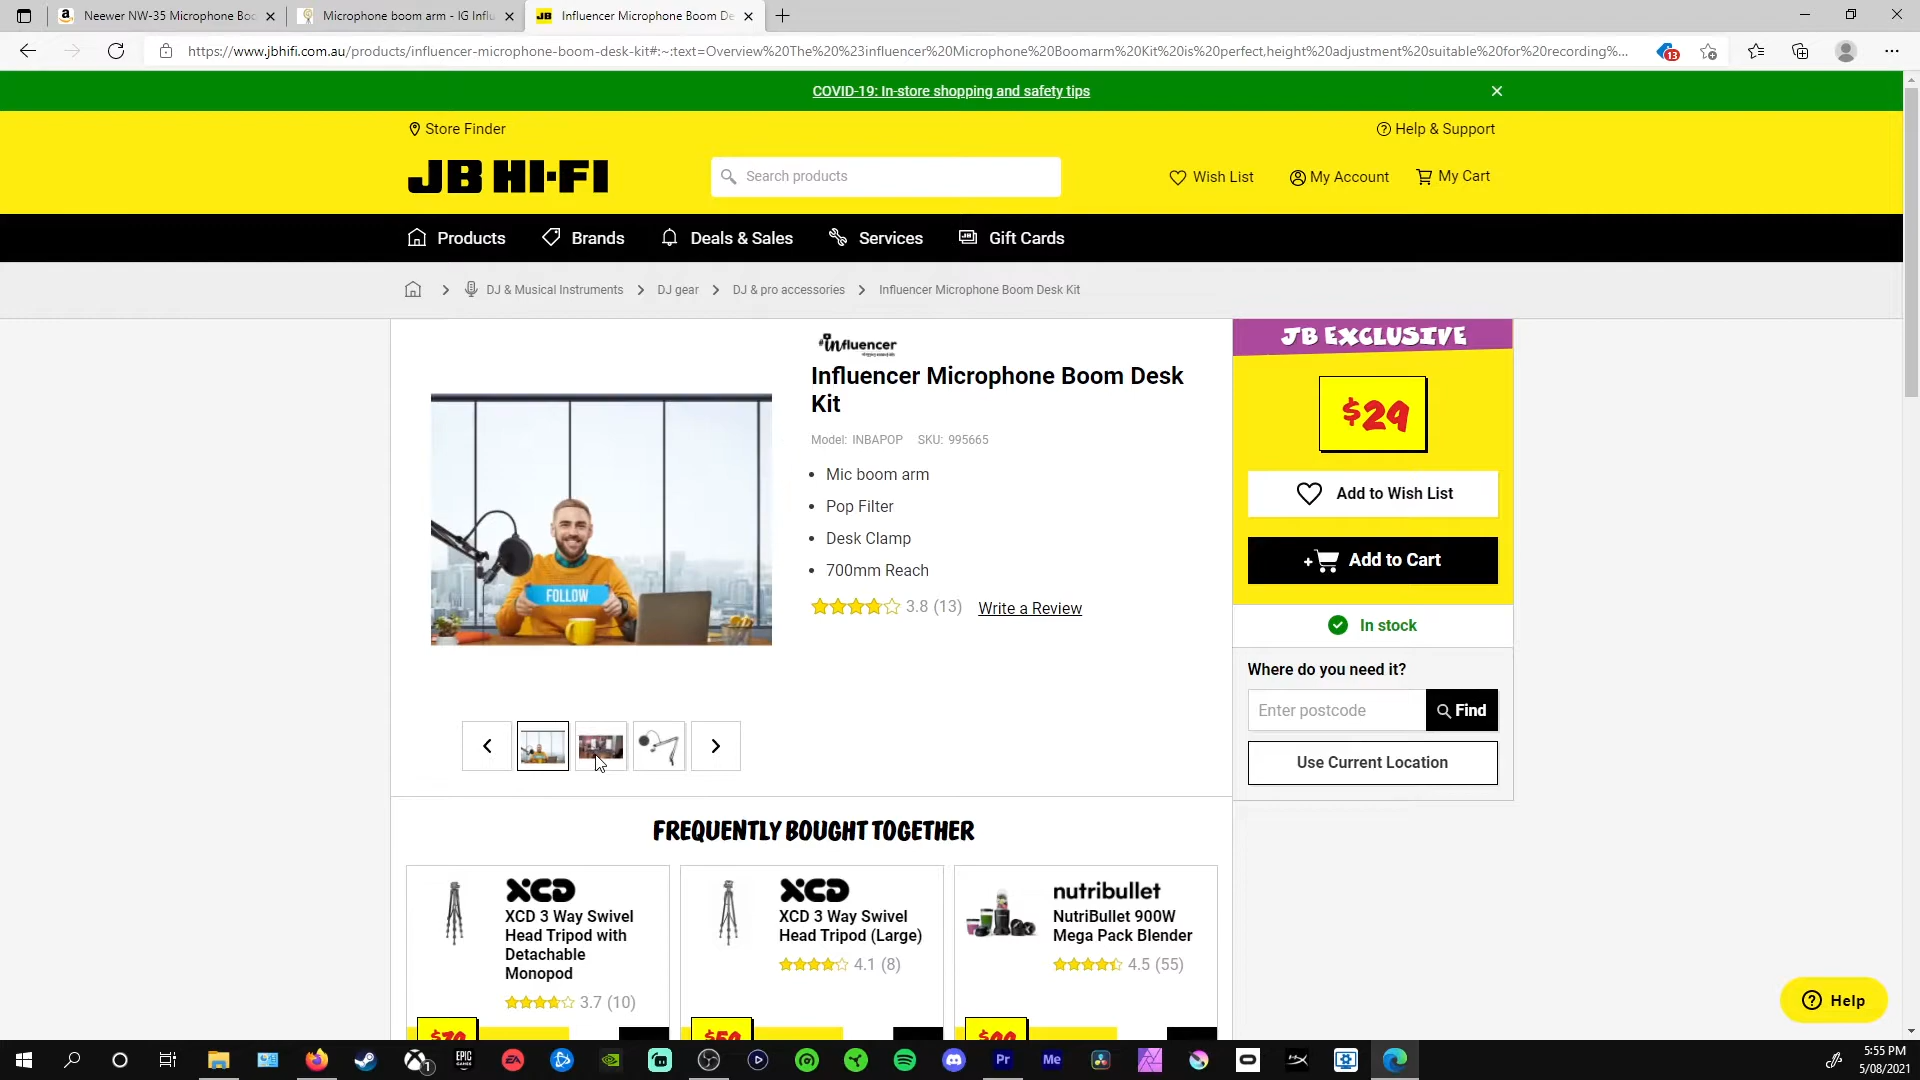 Neewer NW-35 Microphone Boo
Microphone boom arm - IG Influ
Influencer Microphone Boom De
https://www.jbhifi.com.au/products/influencer-microphone-boom-desk-kit#:~:text=Overview%20The%20%23influencer%20Microphone%20Boomarm%20Kit%20is%20perfect,height%20adjustment%20suitable%20for%20recording%...
13
COVID-19: In-store shopping and safety tips
Store Finder
Help & Support
JB HI-FI
Search products
Wish List
My Account
My Cart
Products
Brands
Deals & Sales
Services
Gift Cards
DJ & Musical Instruments
DJ gear
DJ & pro accessories
Influencer Microphone Boom Desk Kit
#influencer
Influencer Microphone Boom Desk
Kit
Model: INBAPOP SKU: 995665
• Mic boom arm
• Pop Filter
• Desk Clamp
• 700mm Reach
3.8 (13)
Write a Review
FOLLOW
JB EXCLUSIVE
$29
Add to Wish List
Add to Cart
In stock
Where do you need it?
Enter postcode
Find
Use Current Location
FREQUENTLY BOUGHT TOGETHER
XCD
XCD 3 Way Swivel
Head Tripod with
Detachable
Monopod
3.7 (10)
XCD
XCD 3 Way Swivel
Head Tripod (Large)
4.1 (8)
nutribullet
NutriBullet 900W
Mega Pack Blender
4.5 (55)
Help
1
EPIC
GAMES
EA
Pr
Me
5:55 PM
5/08/2021